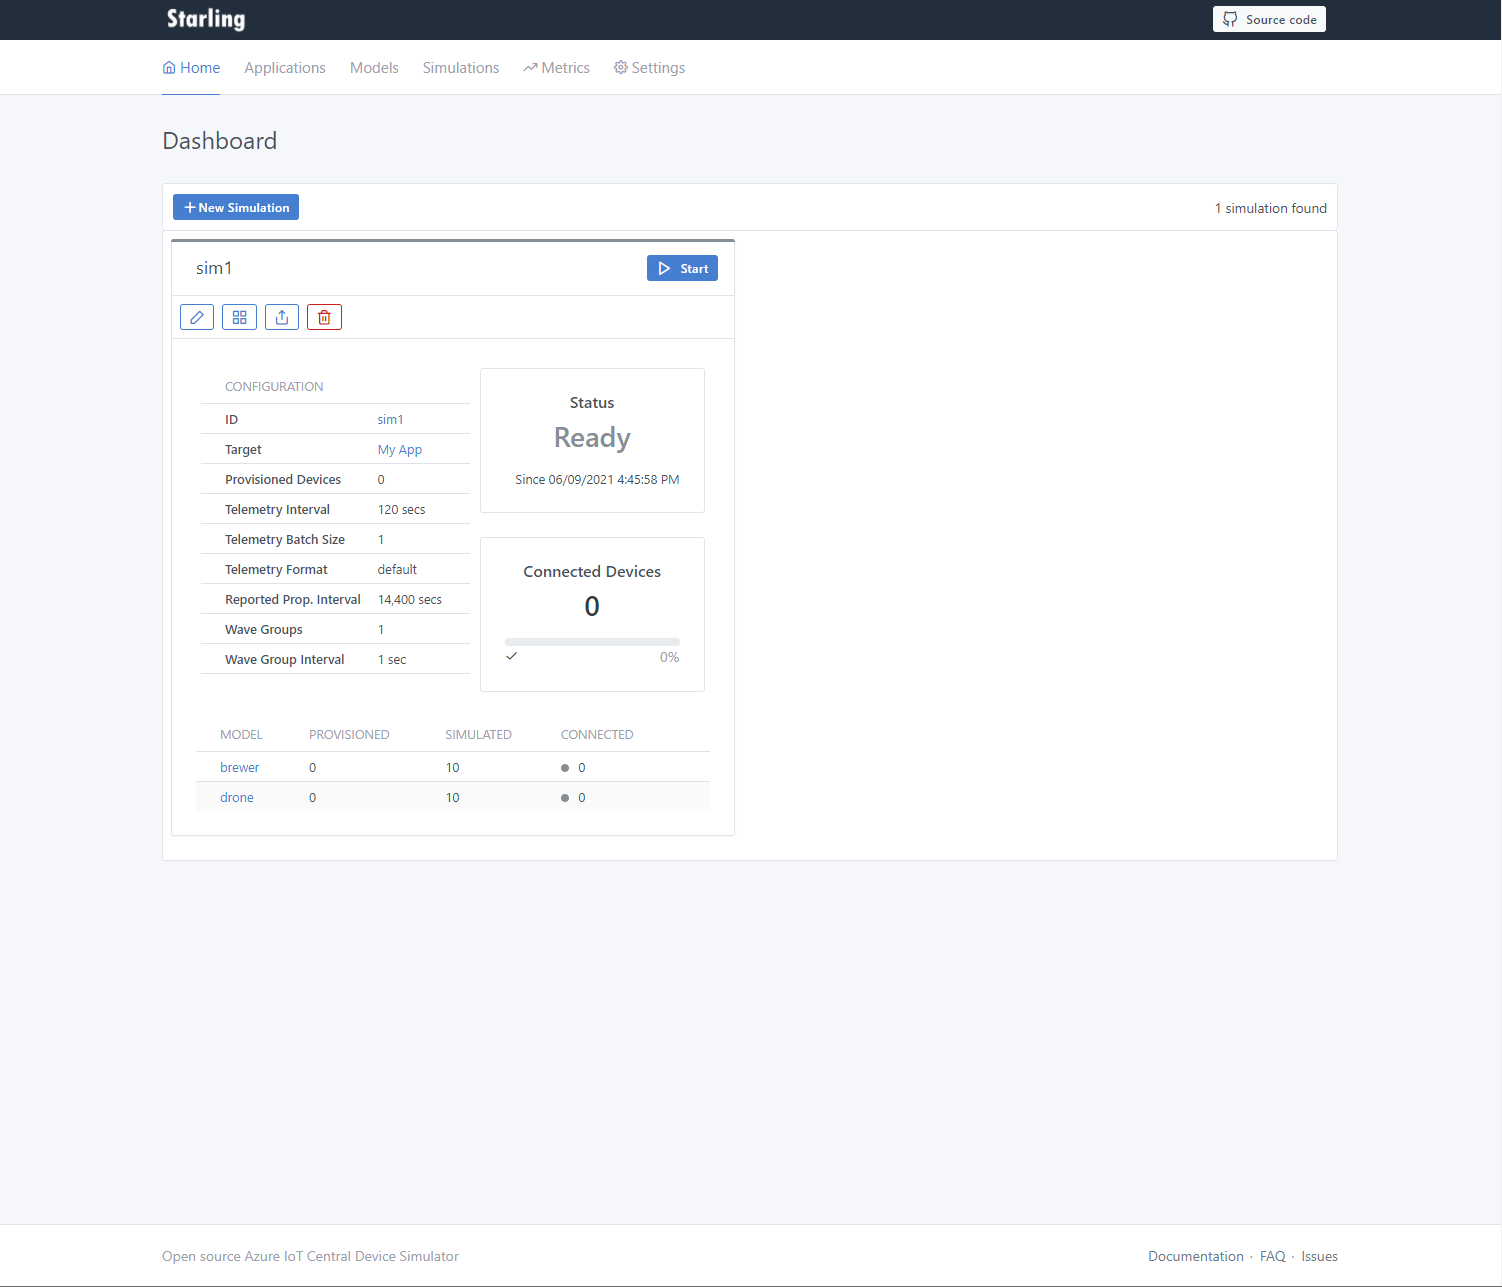 Starling
Source code
Home Applications Models Simulations Metrics Settings
Dashboard
New Simulation
1 simulation found
sim1
Start
CONFIGURATION
ID sim1
Target My App
Provisioned Devices 0
Telemetry Interval 120 secs
Telemetry Batch Size 1
Telemetry Format default
Reported Prop. Interval 14,400 secs
Wave Groups 1
Wave Group Interval 1 sec
Status
Ready
Since 06/09/2021 4:45:58 PM
Connected Devices
0
0%
MODEL PROVISIONED SIMULATED CONNECTED
brewer 0 10 0
drone 0 10 0
Open source Azure IoT Central Device Simulator
Documentation · FAQ · Issues